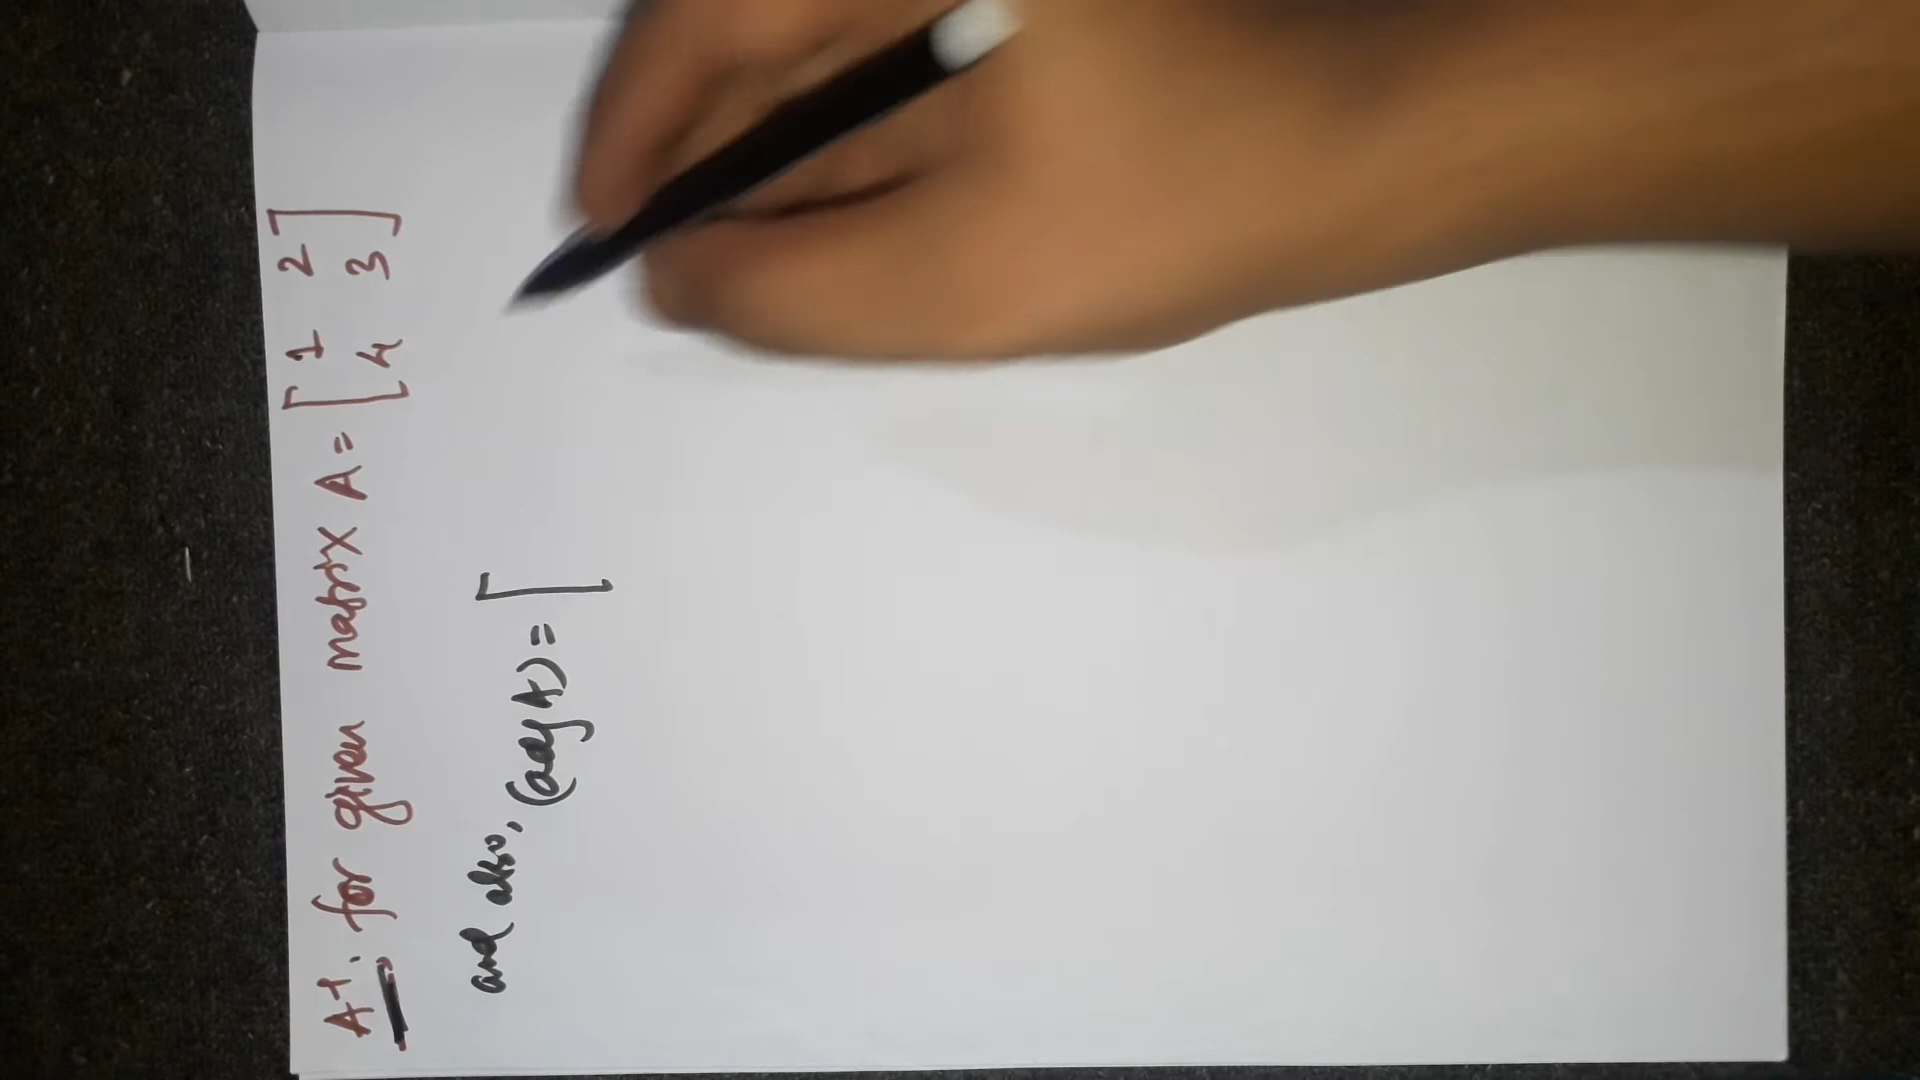 A-1. for given matrix A = [ 1 2
4 3 ]
and also, (adj A) = [